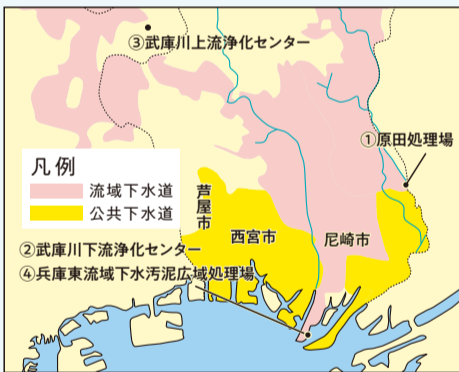 ③武庫川上流浄化センター
①原田処理場
凡例
流域下水道
公共下水道
芦屋市
西宮市
尼崎市
②武庫川下流浄化センター
④兵庫東流域下水汚泥広域処理場